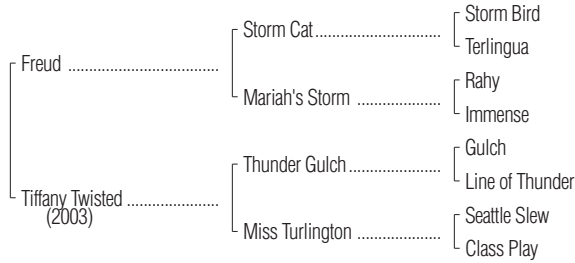 Storm Bird
Storm Cat
Terlingua
Freud
Rahy
Mariah's Storm
Immense
Gulch
Thunder Gulch
Line of Thunder
Tiffany Twisted
(2003)
Seattle Slew
Miss Turlington
Class Play